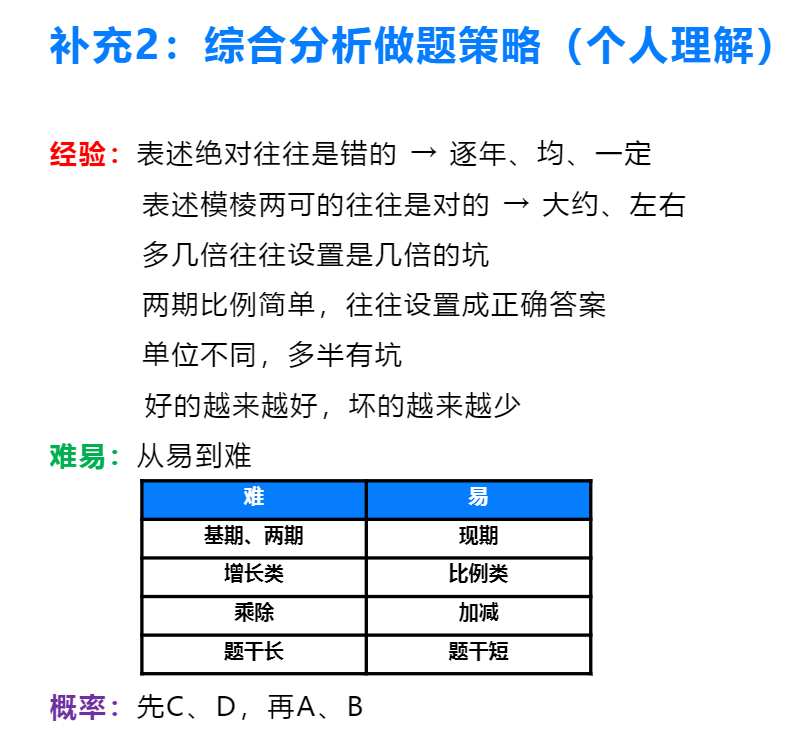 补充2：综合分析做题策略（个人理解）
经验：表述绝对往往是错的 → 逐年、均、一定
表述模棱两可的往往是对的 → 大约、左右
多几倍往往设置是几倍的坑
两期比例简单，往往设置成正确答案
单位不同，多半有坑
好的越来越好，坏的越来越少
难易：从易到难
难 易
基期、两期 现期
增长类 比例类
乘除 加减
题干长 题干短
概率：先C、D，再A、B